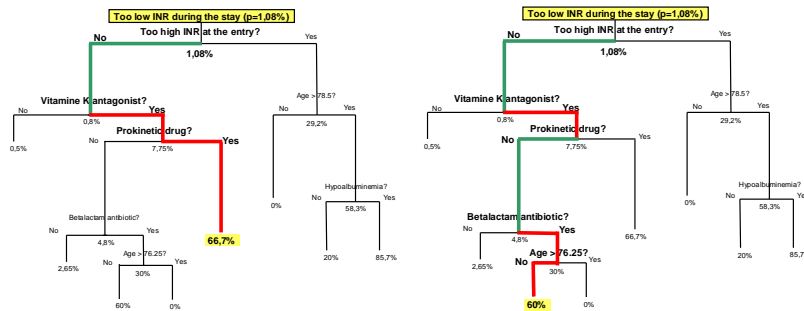 Too low INR during the stay (p=1,08%)
Too high INR at the entry?
No
1,08%
Yes
Age > 78.5?
Vitamine K antagonist?
No
Yes
No
Yes
0,8%
29,2%
0,5%
Prokinetic drug?
No
Yes
7,75%
Hypoalbuminemia?
No
Yes
0%
58,3%
Betalactam antibiotic?
66,7%
20%
85,7%
No
Yes
4,8%
Age > 76.25?
2,65%
No
Yes
30%
60%
0%
Too low INR during the stay (p=1,08%)
Too high INR at the entry?
No
1,08%
Yes
Age > 78.5?
Vitamine K antagonist?
No
Yes
No
Yes
0,8%
29,2%
0,5%
Prokinetic drug?
No
Yes
7,75%
Hypoalbuminemia?
No
Yes
0%
58,3%
Betalactam antibiotic?
66,7%
20%
85,7
No
Yes
4,8%
Age > 76.25?
2,65%
No
Yes
30%
60%
0%